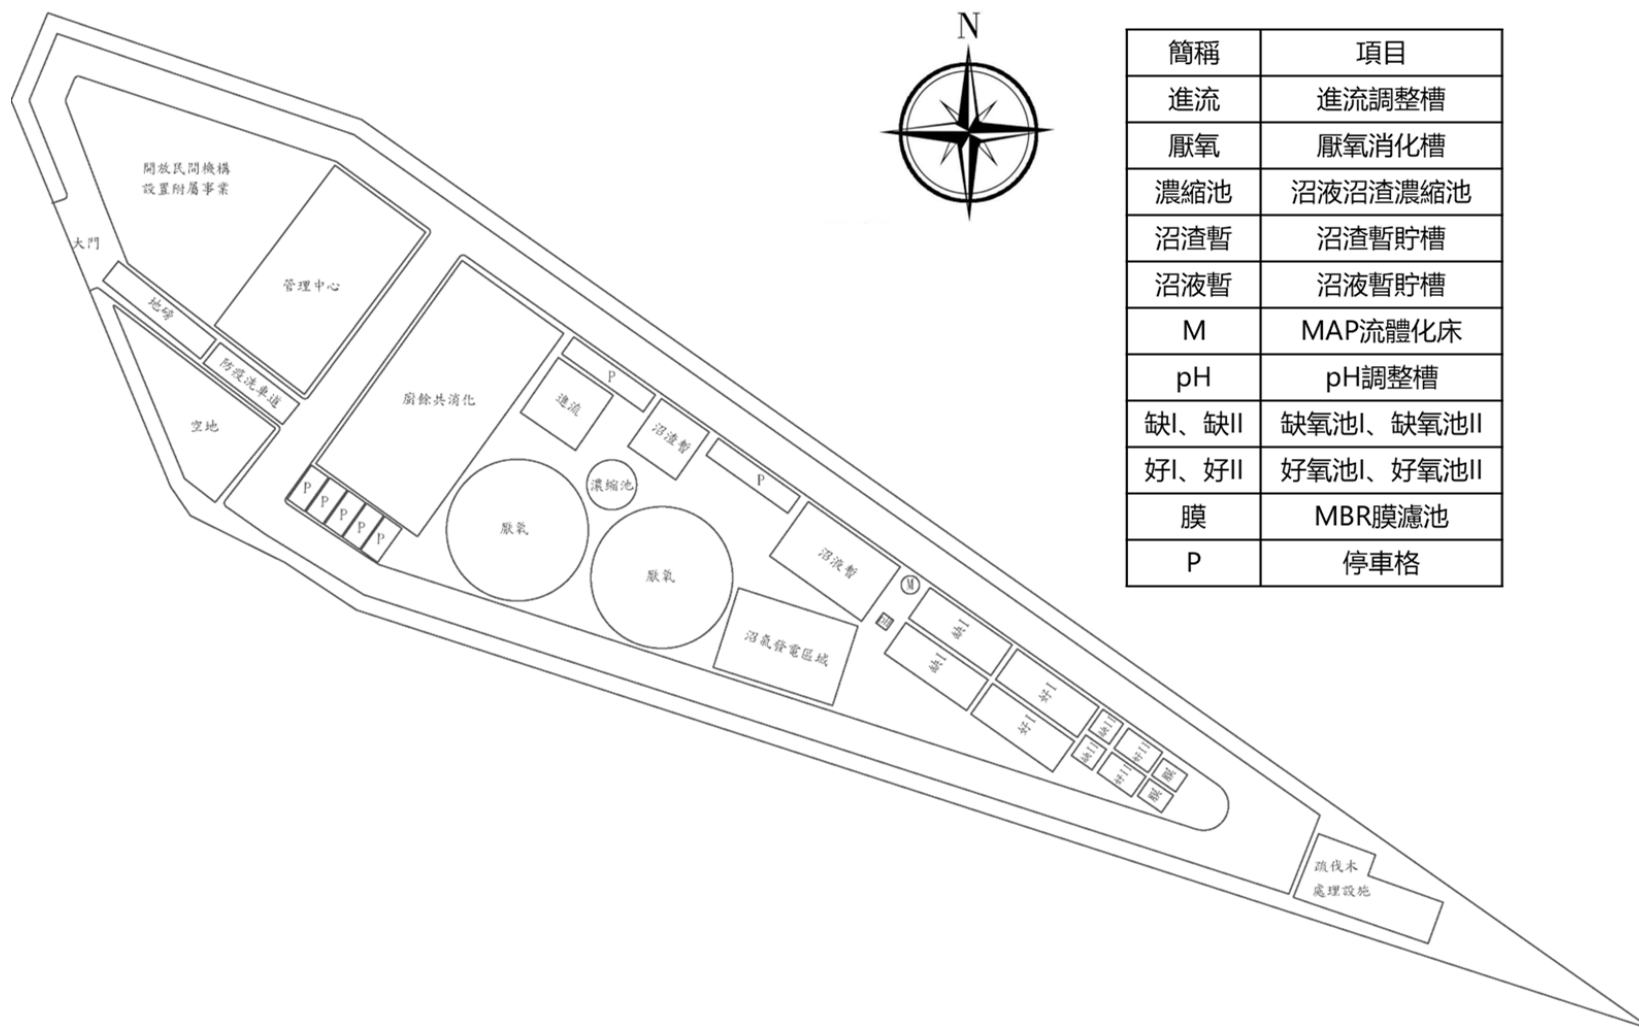 N
簡稱 項目
進流 進流調整槽
厭氧 厭氧消化槽
濃縮池 沼液沼渣濃縮池
沼渣暫 沼渣暫貯槽
沼液暫 沼液暫貯槽
M MAP流體化床
pH pH調整槽
缺I、缺II 缺氧池I、缺氧池II
好I、好II 好氧池I、好氧池II
膜 MBR膜濾池
P 停車格
開放民間機構
設置附屬事業
大門
管理中心
地磅
防疫洗車道
空地
廚餘共消化
P
P
P
P
P
P
進流
沼渣暫
濃縮池
P
厭氧
厭氧
沼液暫
沼氣發電區域
M
pH
缺I
缺I
好I
好I
缺II
缺II
好II
好II
膜
膜
疏伐木
處理設施